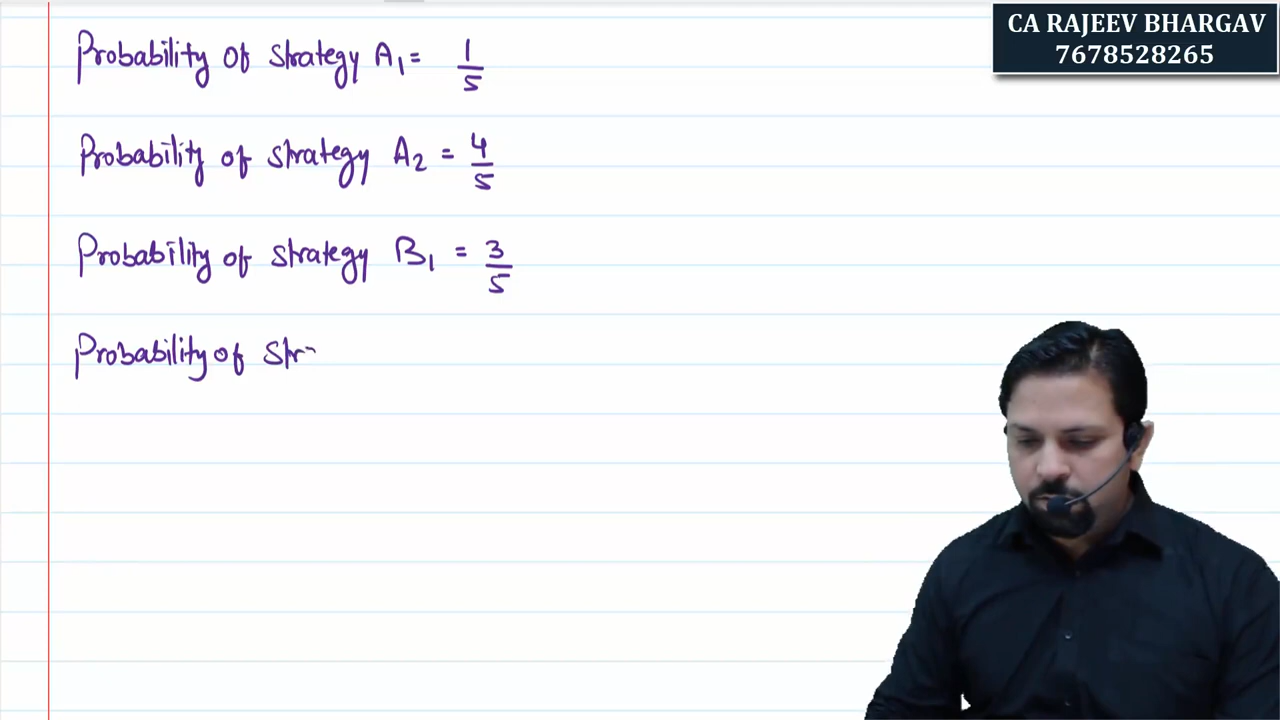 CA RAJEEV BHARGAV
7678528265
Probability Of strategy A₁ = 1/5
Probability of strategy A₂ = 4/5
Probability of strategy B₁ = 3/5
Probability of Str